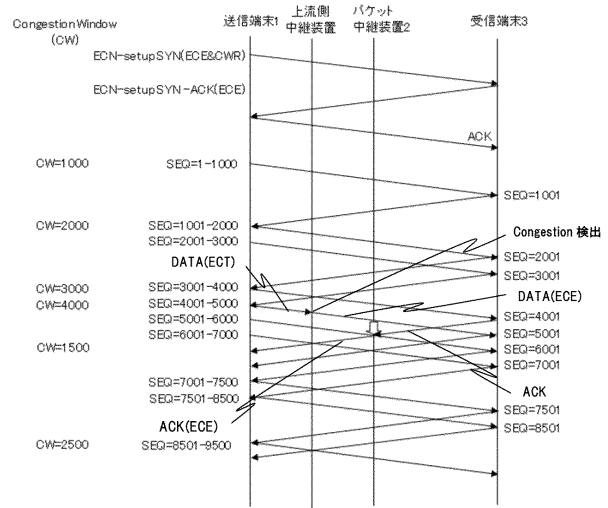 Congestion Window
(CW)
送信端末1
上流側
中継装置
パケット
中継装置2
受信端末3
ECN-setup SYN(ECE&CWR)
ECN-setup SYN-ACK(ECE)
ACK
CW=1000
SEQ=1-1000
SEQ=1001
CW=2000
SEQ=1001-2000
Congestion 検出
SEQ=2001-3000
SEQ=2001
DATA(ECT)
SEQ=3001
CW=3000
SEQ=3001-4000
DATA(ECE)
CW=4000
SEQ=4001-5000
SEQ=4001
SEQ=5001-6000
SEQ=6001-7000
SEQ=5001
CW=1500
SEQ=6001
SEQ=7001
SEQ=7001-7500
ACK
SEQ=7501-8500
SEQ=7501
ACK(ECE)
SEQ=8501
CW=2500
SEQ=8501-9500